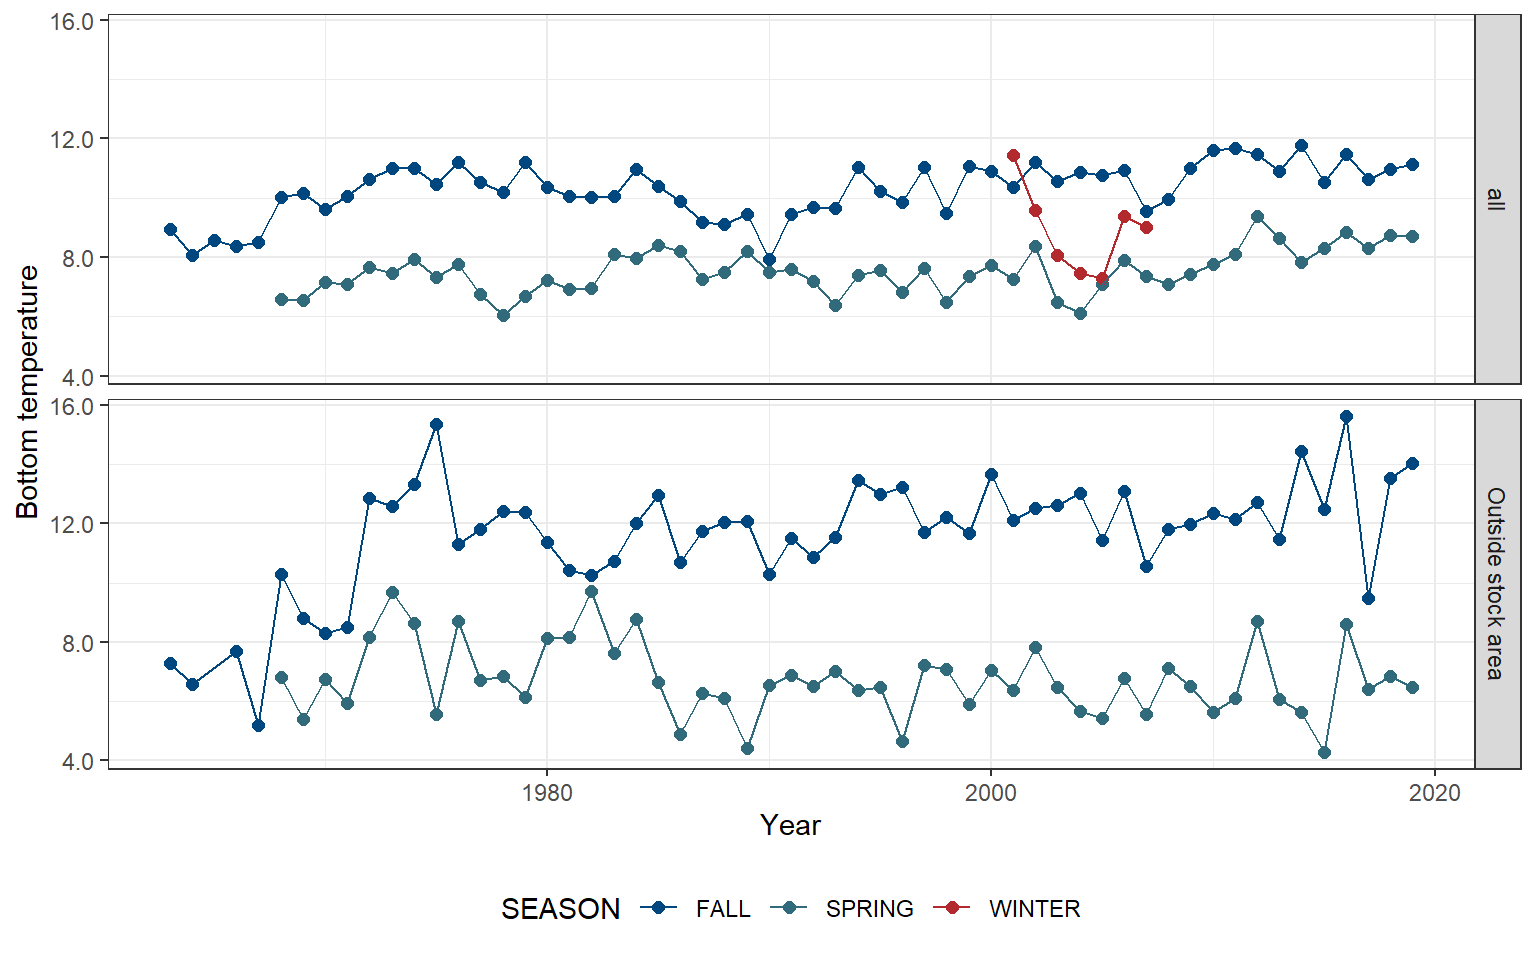 16.0
12.0
8.0
4.0
all
16.0
12.0
8.0
4.0
Outside stock area
Bottom temperature
1980 2000 2020
Year
SEASON FALL SPRING WINTER